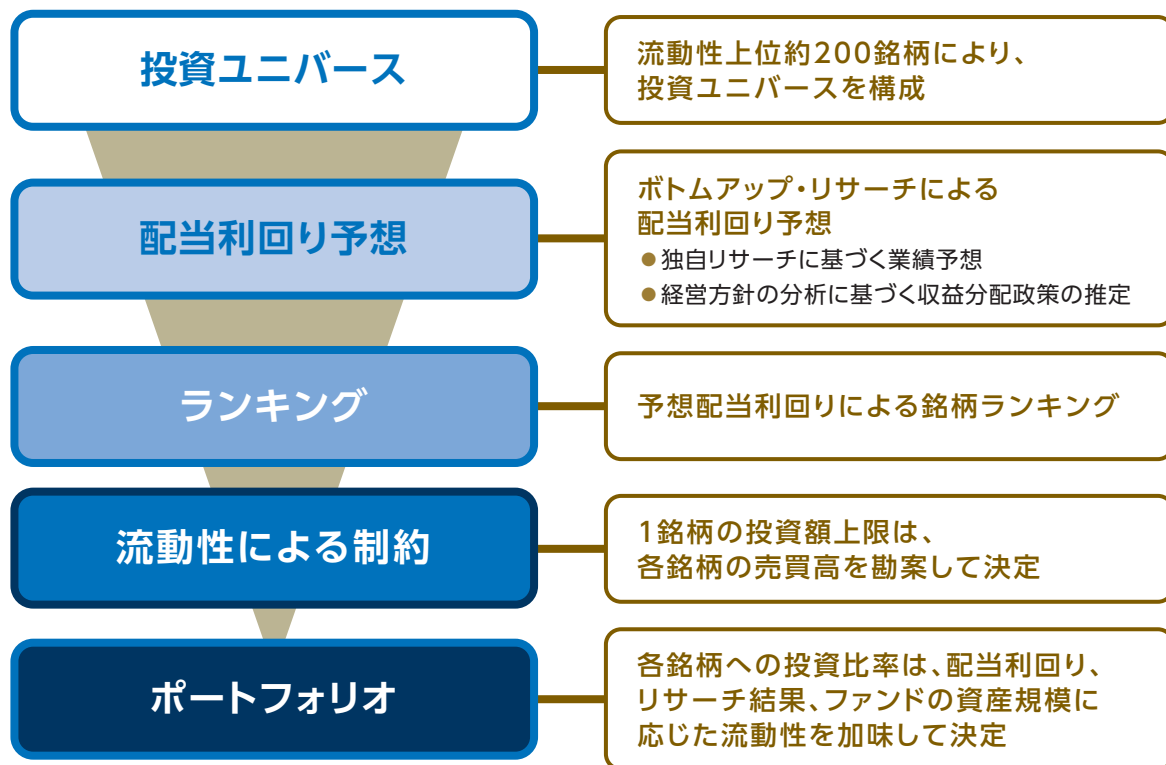 投資ユニバース
流動性上位約200銘柄により、
投資ユニバースを構成
配当利回り予想
ボトムアップ・リサーチによる
配当利回り予想
●独自リサーチに基づく業績予想
●経営方針の分析に基づく収益分配政策の推定
ランキング
予想配当利回りによる銘柄ランキング
流動性による制約
1銘柄の投資額上限は、
各銘柄の売買高を勘案して決定
ポートフォリオ
各銘柄への投資比率は、配当利回り、
リサーチ結果、ファンドの資産規模に
応じた流動性を加味して決定